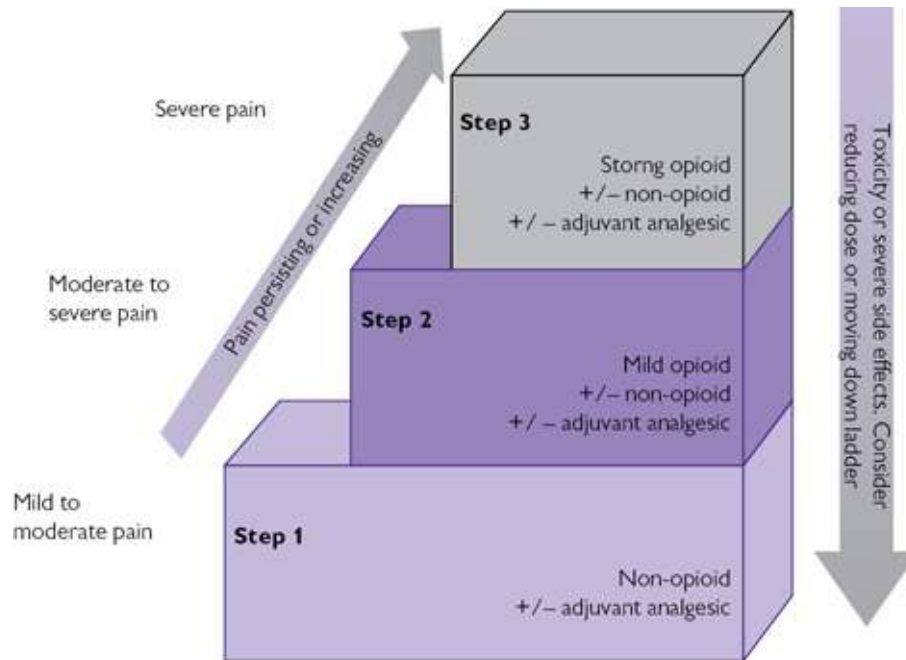 Severe pain
Moderate to
severe pain
Mild to
moderate pain
Pain persisting or increasing
Step 3
Storng opioid
+/– non-opioid
+/– adjuvant analgesic
Step 2
Mild opioid
+/– non-opioid
+/– adjuvant analgesic
Step 1
Non-opioid
+/– adjuvant analgesic
Toxicity or severe side effects. Consider
reducing dose or moving down ladder